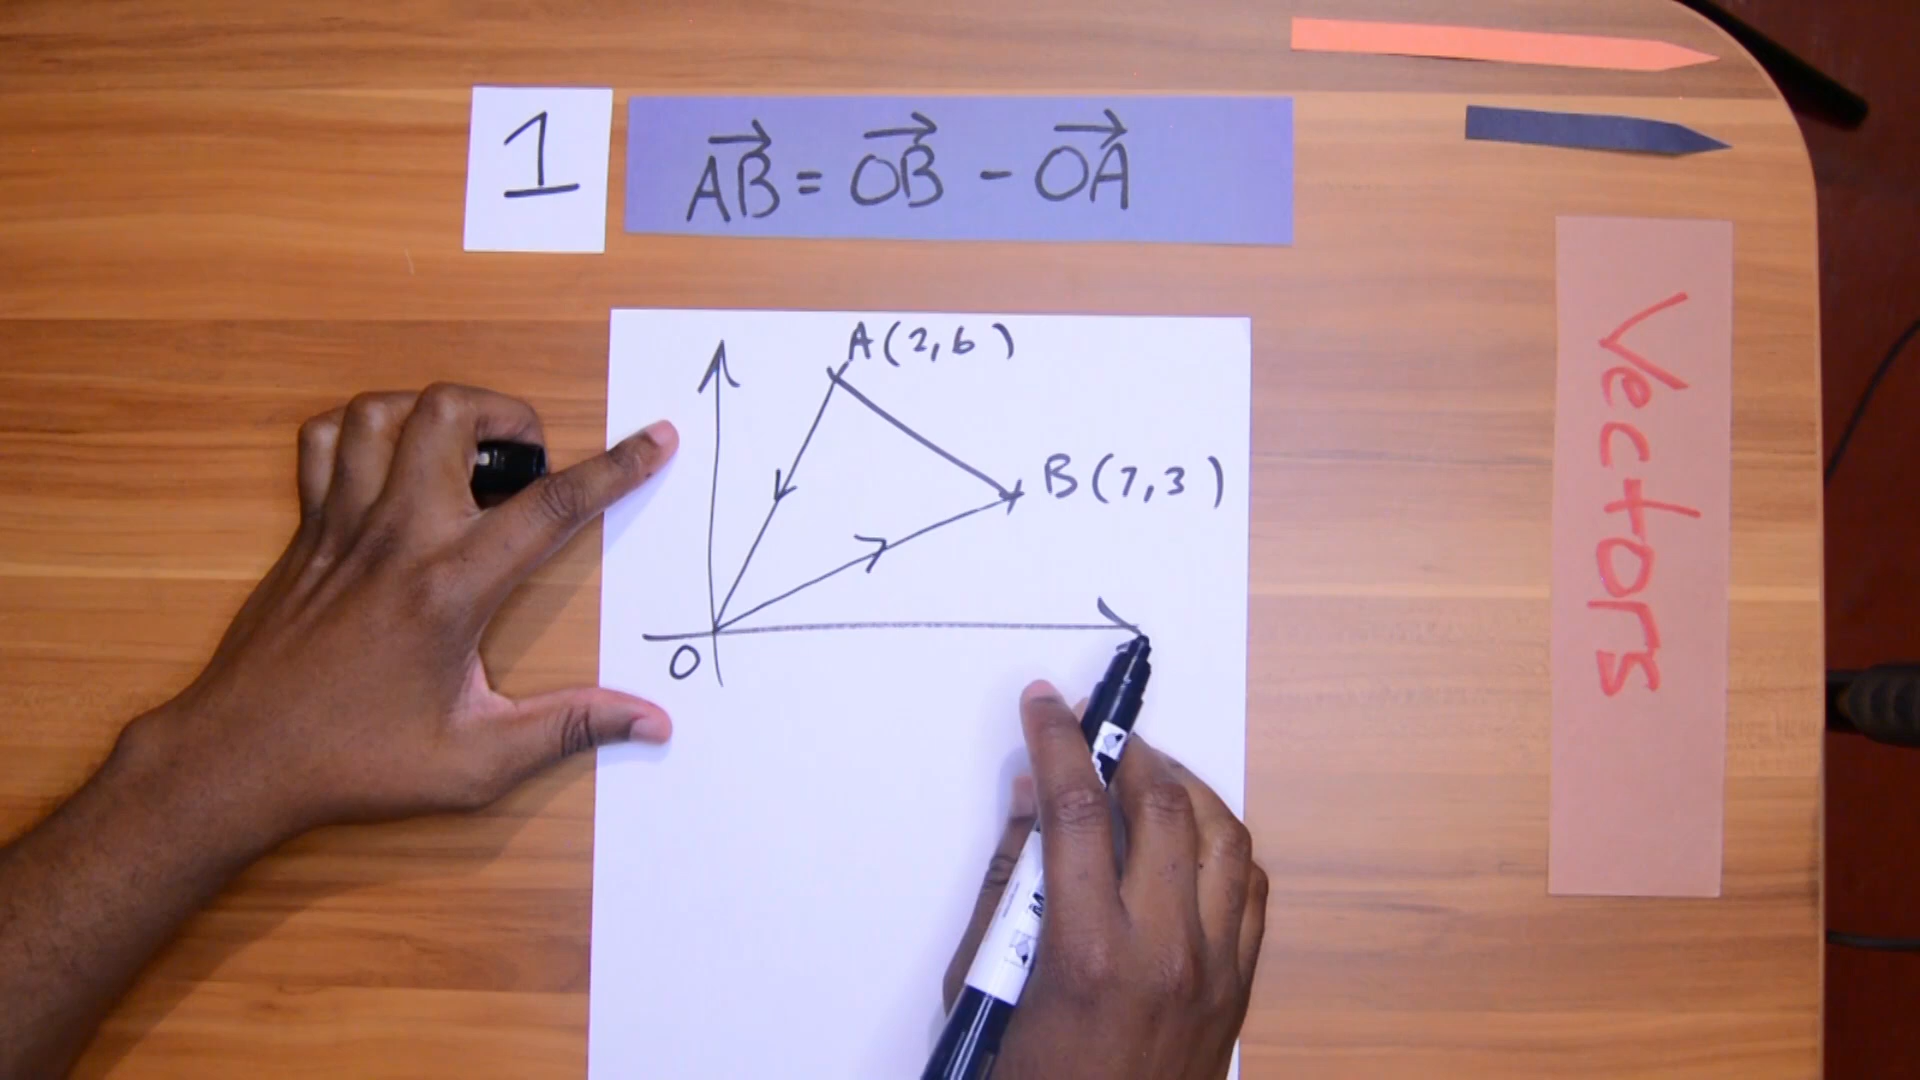 1
AB = OB - OA
A(2,6)
B(7,3)
O
Vectors